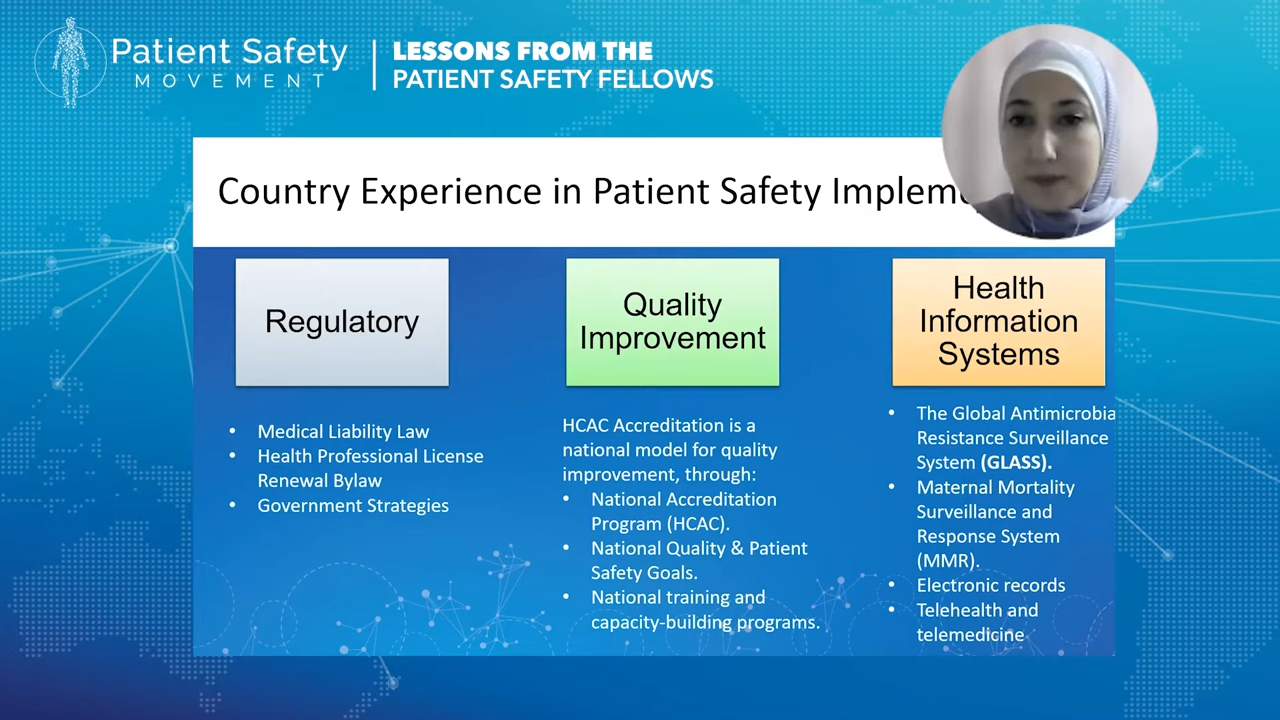 Patient Safety
MOVEMENT
LESSONS FROM THE
PATIENT SAFETY FELLOWS
Country Experience in Patient Safety
Regulatory
• Medical Liability Law
• Health Professional License
Renewal Bylaw
• Government Strategies
Quality
Improvement
HCAC Accreditation is a
national model for quality
improvement, through:
• National Accreditation
Program (HCAC).
• National Quality & Patient
Safety Goals.
• National training and
capacity-building programs.
Health
Information
Systems
• The Global Antimicrobia
Resistance Surveillance
System (GLASS).
• Maternal Mortality
Surveillance and
Response System
(MMR).
• Electronic records
• Telehealth and
telemedicine